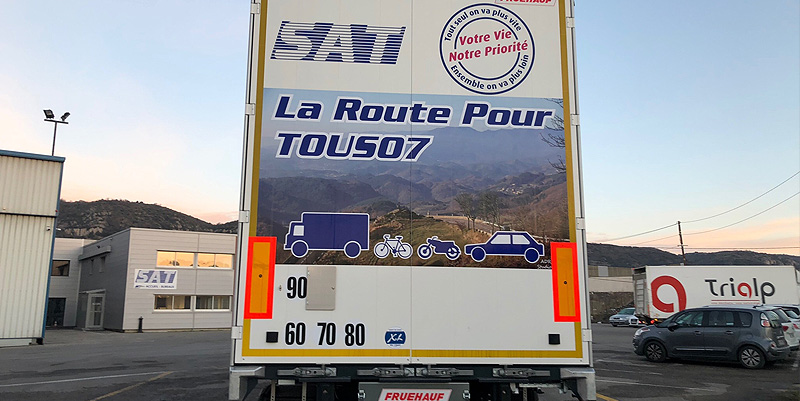 FRUEHAUF
SAT
Tout seul on va plus vite
Votre Vie
Notre Priorité
Ensemble on va plus loin
La Route Pour
TOUS07
90
60 70 80
XL
FRUEHAUF
SAT
Trialp